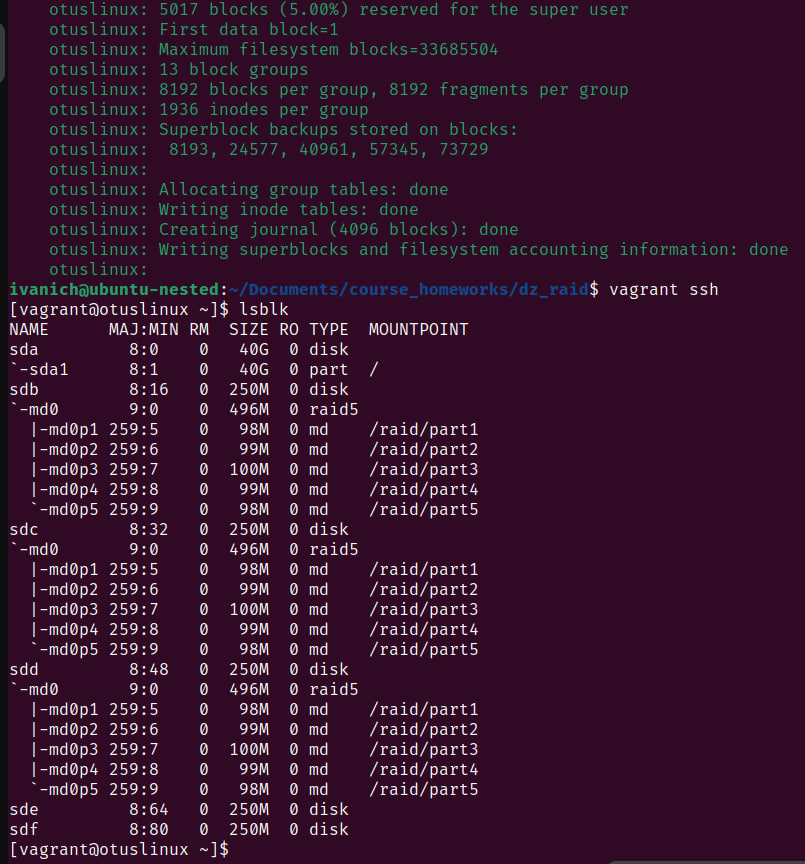 otuslinux: 5017 blocks (5.00%) reserved for the super user
otuslinux: First data block=1
otuslinux: Maximum filesystem blocks=33685504
otuslinux: 13 block groups
otuslinux: 8192 blocks per group, 8192 fragments per group
otuslinux: 1936 inodes per group
otuslinux: Superblock backups stored on blocks:
otuslinux:  8193, 24577, 40961, 57345, 73729
otuslinux:
otuslinux: Allocating group tables: done
otuslinux: Writing inode tables: done
otuslinux: Creating journal (4096 blocks): done
otuslinux: Writing superblocks and filesystem accounting information: done
otuslinux:
ivanich@ubuntu-nested:~/Documents/course_homeworks/dz_raid$ vagrant ssh
[vagrant@otuslinux ~]$ lsblk
NAME      MAJ:MIN RM  SIZE RO TYPE  MOUNTPOINT
sda         8:0    0   40G  0 disk
`-sda1      8:1    0   40G  0 part  /
sdb         8:16   0  250M  0 disk
`-md0       9:0    0  496M  0 raid5
  |-md0p1 259:5    0   98M  0 md    /raid/part1
  |-md0p2 259:6    0   99M  0 md    /raid/part2
  |-md0p3 259:7    0  100M  0 md    /raid/part3
  |-md0p4 259:8    0   99M  0 md    /raid/part4
  `-md0p5 259:9    0   98M  0 md    /raid/part5
sdc         8:32   0  250M  0 disk
`-md0       9:0    0  496M  0 raid5
  |-md0p1 259:5    0   98M  0 md    /raid/part1
  |-md0p2 259:6    0   99M  0 md    /raid/part2
  |-md0p3 259:7    0  100M  0 md    /raid/part3
  |-md0p4 259:8    0   99M  0 md    /raid/part4
  `-md0p5 259:9    0   98M  0 md    /raid/part5
sdd         8:48   0  250M  0 disk
`-md0       9:0    0  496M  0 raid5
  |-md0p1 259:5    0   98M  0 md    /raid/part1
  |-md0p2 259:6    0   99M  0 md    /raid/part2
  |-md0p3 259:7    0  100M  0 md    /raid/part3
  |-md0p4 259:8    0   99M  0 md    /raid/part4
  `-md0p5 259:9    0   98M  0 md    /raid/part5
sde         8:64   0  250M  0 disk
sdf         8:80   0  250M  0 disk
[vagrant@otuslinux ~]$